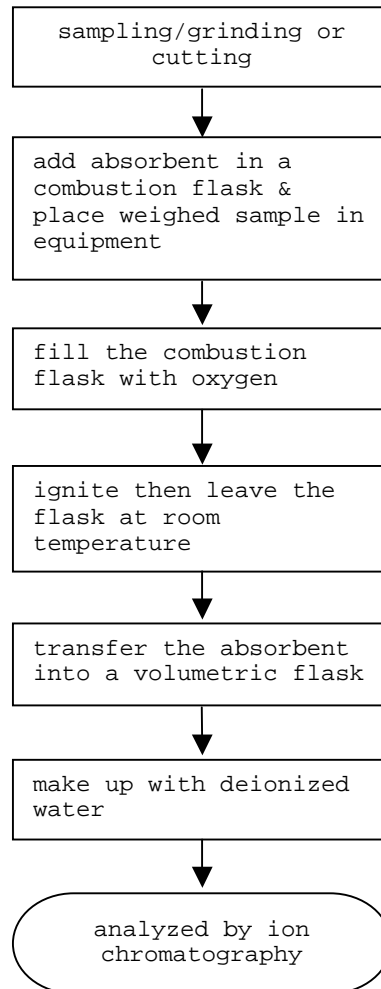 sampling/grinding or
cutting
add absorbent in a
combustion flask &
place weighed sample in
equipment
fill the combustion
flask with oxygen
ignite then leave the
flask at room
temperature
transfer the absorbent
into a volumetric flask
make up with deionized
water
analyzed by ion
chromatography